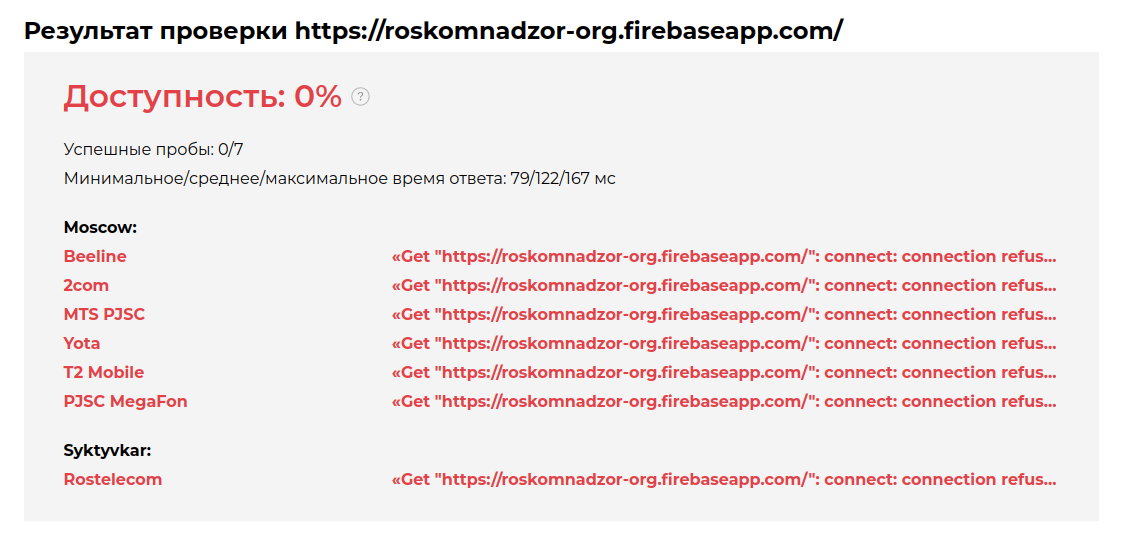 Результат проверки https://roskomnadzor-org.firebaseapp.com/
Доступность: 0% ?
Успешные пробы: 0/7
Минимальное/среднее/максимальное время ответа: 79/122/167 мс
Moscow:
Beeline «Get "https://roskomnadzor-org.firebaseapp.com/": connect: connection refus...
2com «Get "https://roskomnadzor-org.firebaseapp.com/": connect: connection refus...
MTS PJSC «Get "https://roskomnadzor-org.firebaseapp.com/": connect: connection refus...
Yota «Get "https://roskomnadzor-org.firebaseapp.com/": connect: connection refus...
T2 Mobile «Get "https://roskomnadzor-org.firebaseapp.com/": connect: connection refus...
PJSC MegaFon «Get "https://roskomnadzor-org.firebaseapp.com/": connect: connection refus...
Syktyvkar:
Rostelecom «Get "https://roskomnadzor-org.firebaseapp.com/": connect: connection refus...